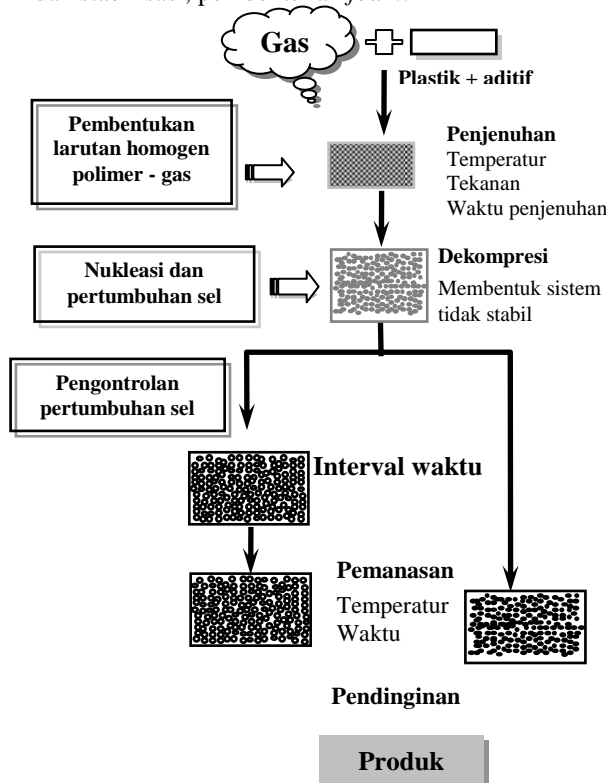 Gas
Plastik + aditif
Pembentukan
larutan homogen
polimer - gas
Penjenuhan
Temperatur
Tekanan
Waktu penjenuhan
Nukleasi dan
pertumbuhan sel
Dekompresi
Membentuk sistem
tidak stabil
Pengontrolan
pertumbuhan sel
Interval waktu
Pemanasan
Temperatur
Waktu
Pendinginan
Produk